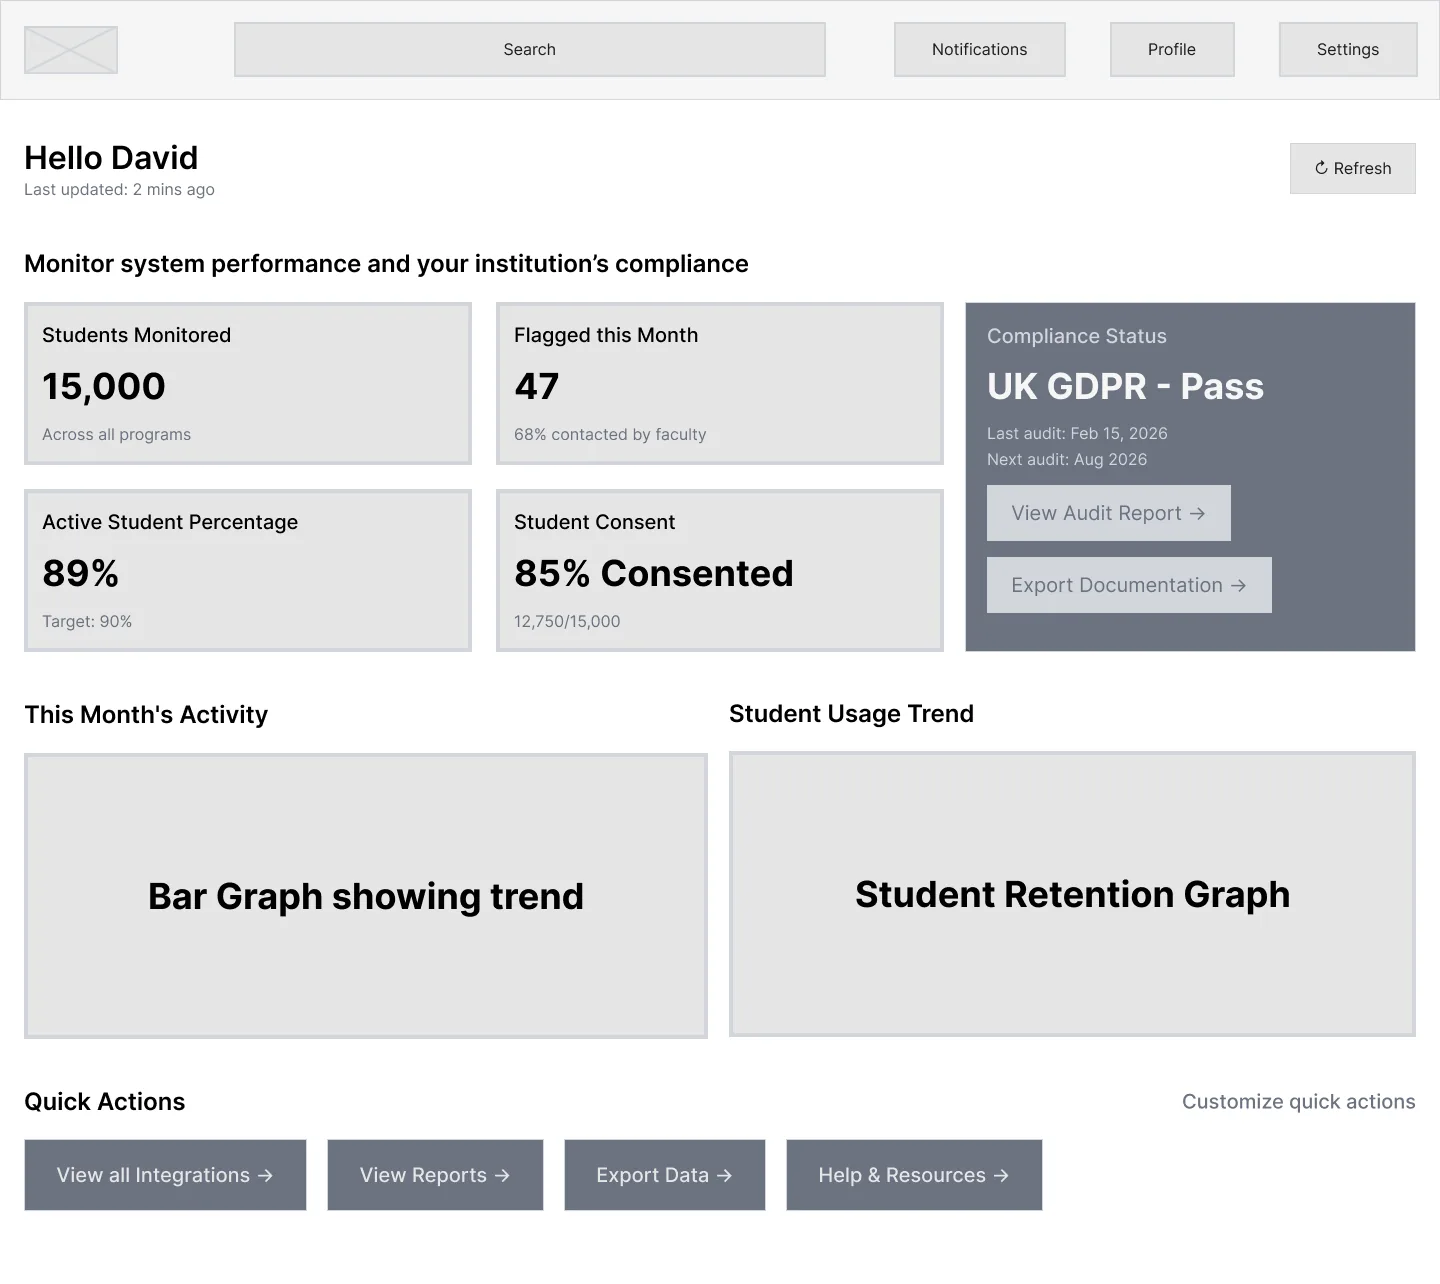 Search
Notifications
Profile
Settings
Hello David
Last updated: 2 mins ago
↻ Refresh
Monitor system performance and your institution’s compliance
Students Monitored
15,000
Across all programs
Flagged this Month
47
68% contacted by faculty
Compliance Status
UK GDPR - Pass
Last audit: Feb 15, 2026
Next audit: Aug 2026
View Audit Report →
Export Documentation →
Active Student Percentage
89%
Target: 90%
Student Consent
85% Consented
12,750/15,000
This Month's Activity
Bar Graph showing trend
Student Usage Trend
Student Retention Graph
Quick Actions
Customize quick actions
View all Integrations →
View Reports →
Export Data →
Help & Resources →